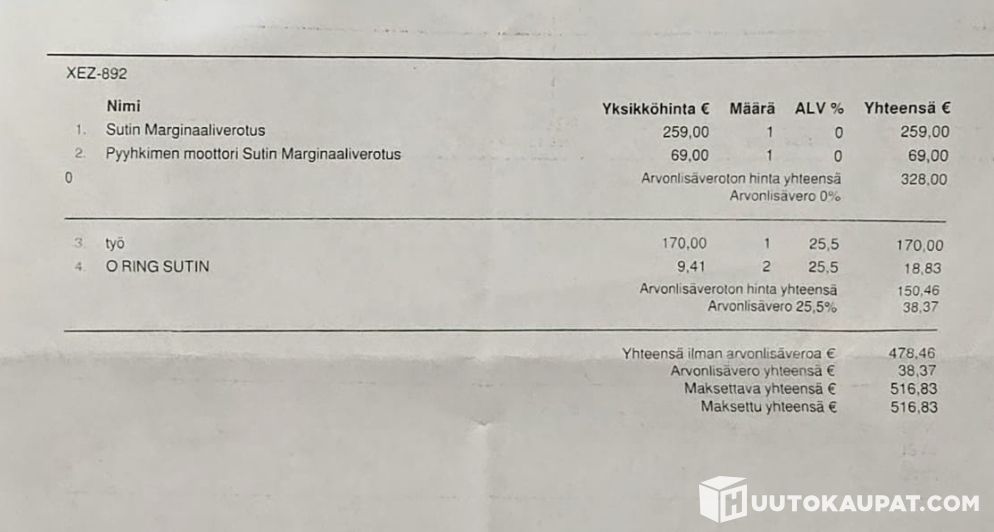 XEZ-892
Nimi Yksikköhinta € Määrä ALV % Yhteensä €
1. Sutin Marginaaliverotus 259,00 1 0 259,00
2. Pyyhkimen moottori Sutin Marginaaliverotus 69,00 1 0 69,00
0 Arvonlisäveroton hinta yhteensä 328,00
Arvonlisävero 0%
3. työ 170,00 1 25,5 170,00
4. O RING SUTIN 9,41 2 25,5 18,83
Arvonlisäveroton hinta yhteensä 150,46
Arvonlisävero 25,5% 38,37
Yhteensä ilman arvonlisäveroa € 478,46
Arvonlisävero yhteensä € 38,37
Maksettava yhteensä € 516,83
Maksettu yhteensä € 516,83
HUUTOKAUPAT.COM